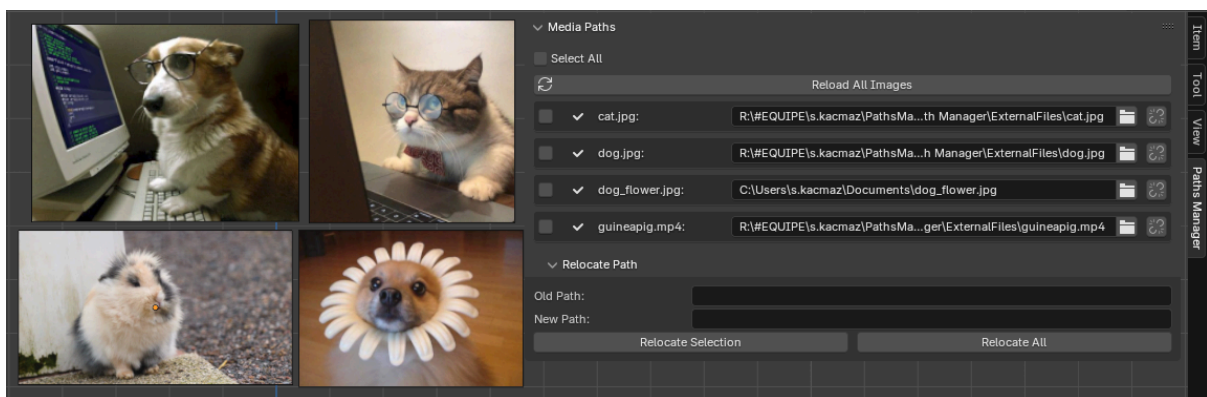 Media Paths
Select All
Reload All Images
cat.jpg: R:\#EQUIPE\s.kacmaz\PathsMa...th Manager\ExternalFiles\cat.jpg
dog.jpg: R:\#EQUIPE\s.kacmaz\PathsMa...h Manager\ExternalFiles\dog.jpg
dog_flower.jpg: C:\Users\s.kacmaz\Documents\dog_flower.jpg
guineapig.mp4: R:\#EQUIPE\s.kacmaz\PathsMa...ger\ExternalFiles\guineapig.mp4
Relocate Path
Old Path:
New Path:
Relocate Selection Relocate All
Item
Tool
View
Paths Manager